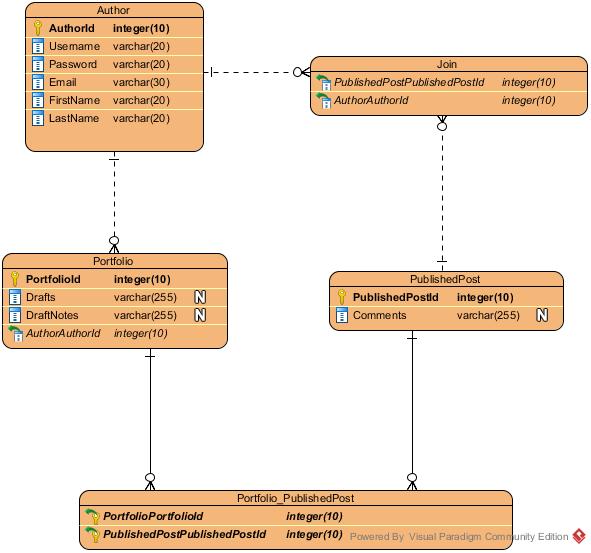 Author
AuthorId integer(10)
Username varchar(20)
Password varchar(20)
Email varchar(30)
FirstName varchar(20)
LastName varchar(20)
Join
PublishedPostPublishedPostId integer(10)
AuthorAuthorId integer(10)
Portfolio
PortfolioId integer(10)
Drafts varchar(255) N
DraftNotes varchar(255) N
AuthorAuthorId integer(10)
PublishedPost
PublishedPostId integer(10)
Comments varchar(255) N
Portfolio_PublishedPost
PortfolioPortfolioId integer(10)
PublishedPostPublishedPostId integer(10)
Powered By Visual Paradigm Community Edition